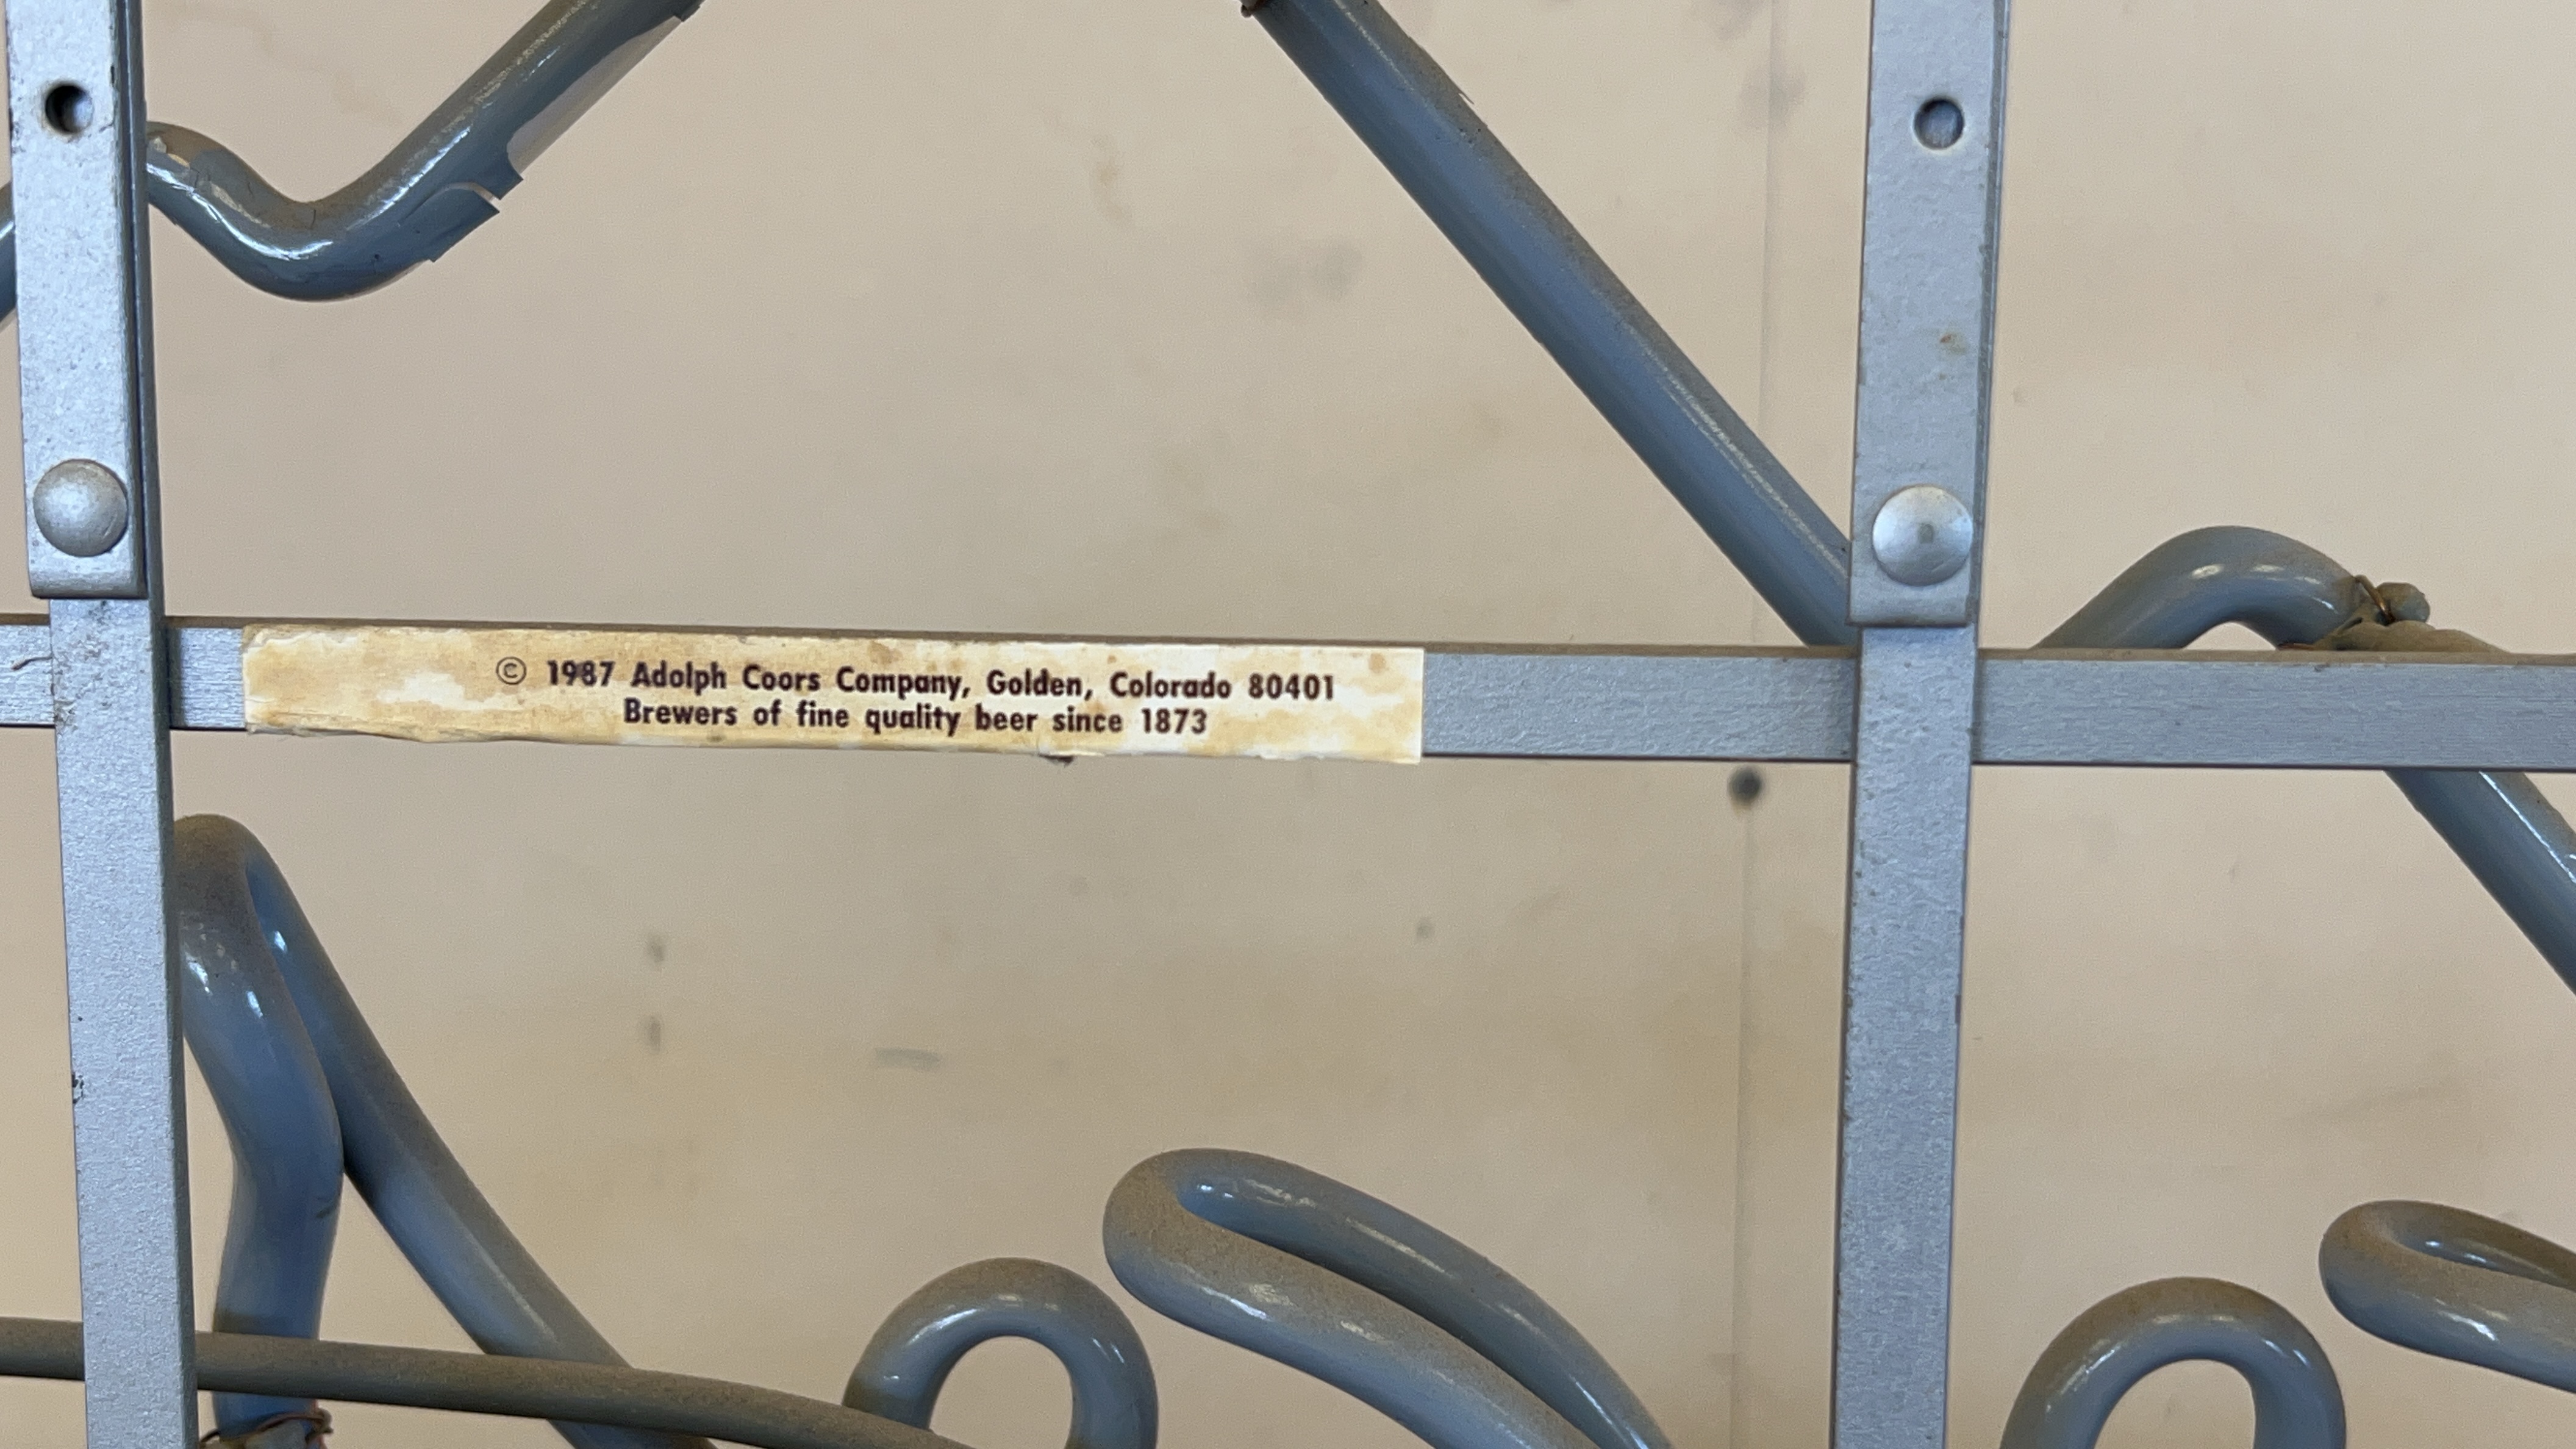 © 1987 Adolph Coors Company, Golden, Colorado 80401
Brewers of fine quality beer since 1873